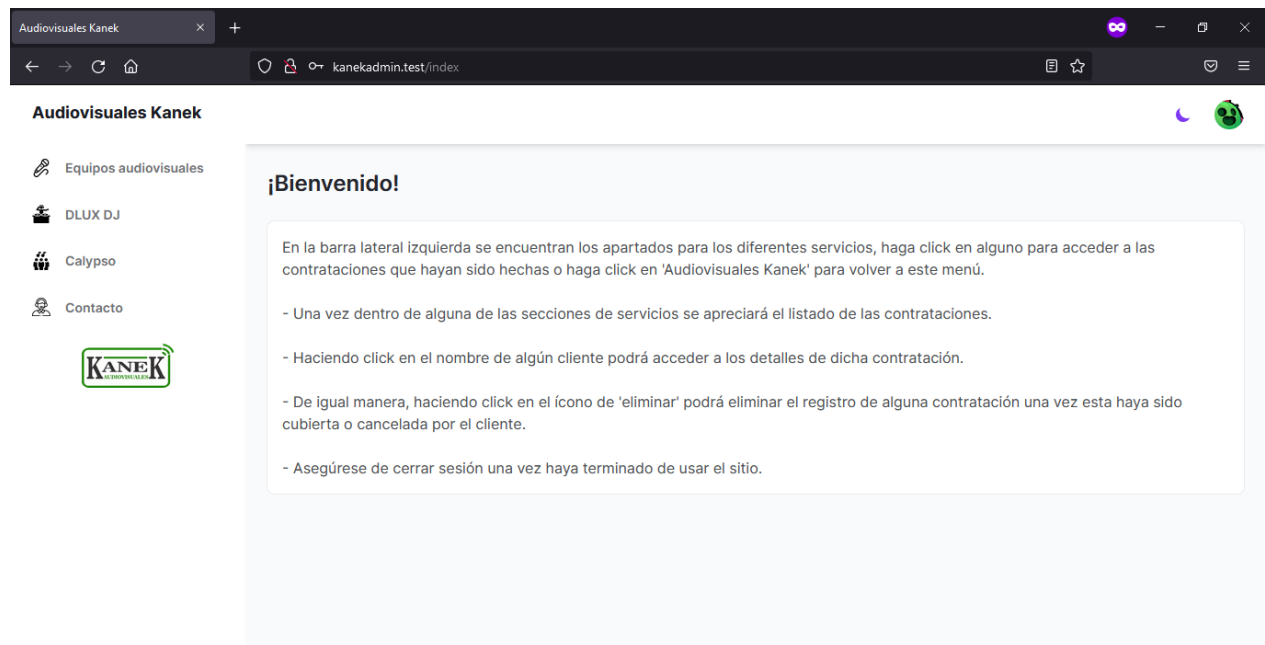 Audiovisuales Kanek
kanekadmin.test/index
Audiovisuales Kanek
Equipos audiovisuales
DLUX DJ
Calypso
Contacto
KANEK
AUDIOVISUALES
¡Bienvenido!
En la barra lateral izquierda se encuentran los apartados para los diferentes servicios, haga click en alguno para acceder a las
contrataciones que hayan sido hechas o haga click en 'Audiovisuales Kanek' para volver a este menú.
- Una vez dentro de alguna de las secciones de servicios se apreciará el listado de las contrataciones.
- Haciendo click en el nombre de algún cliente podrá acceder a los detalles de dicha contratación.
- De igual manera, haciendo click en el ícono de 'eliminar' podrá eliminar el registro de alguna contratación una vez esta haya sido
cubierta o cancelada por el cliente.
- Asegúrese de cerrar sesión una vez haya terminado de usar el sitio.